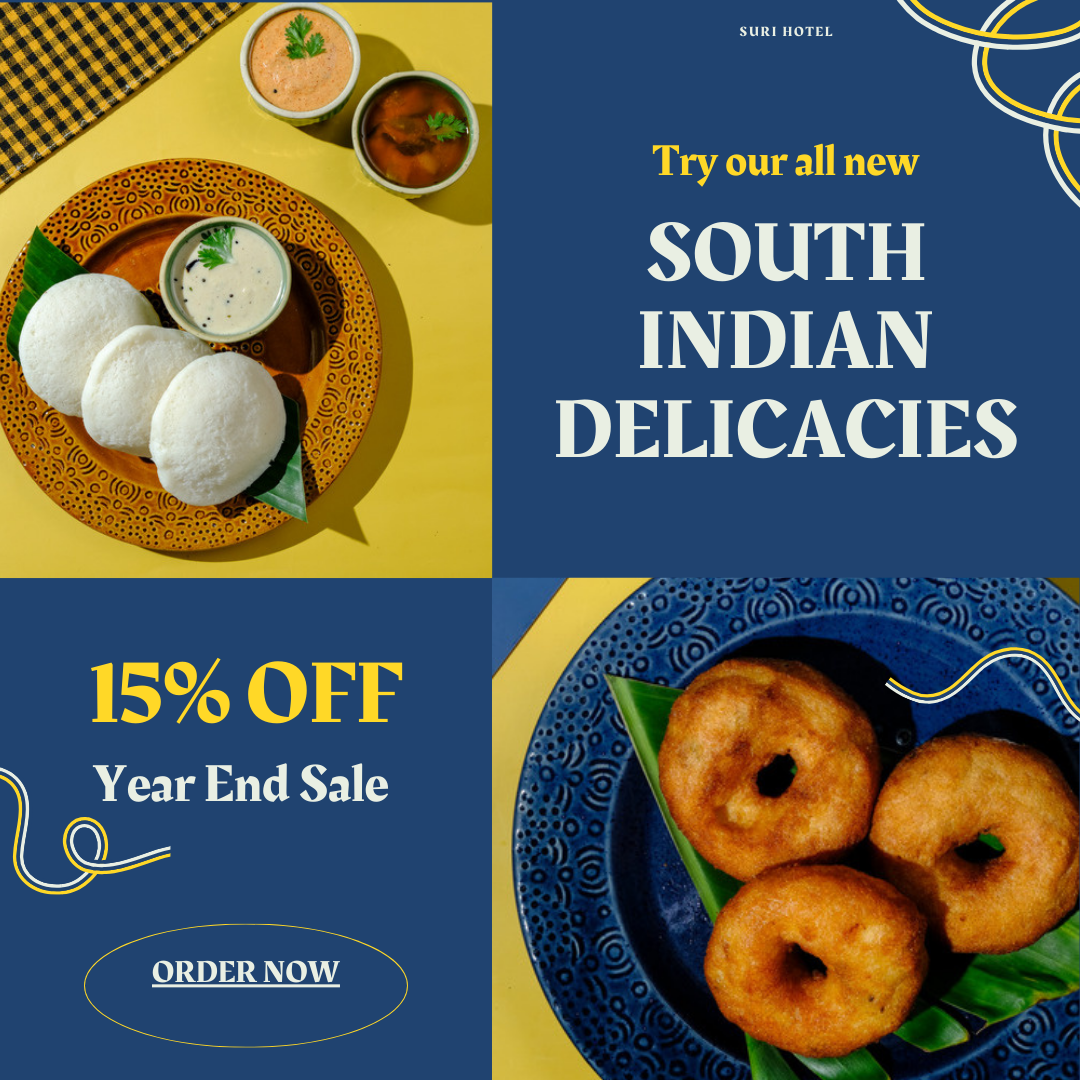 SURI HOTEL
Try our all new
SOUTH
INDIAN
DELICACIES
15% OFF
Year End Sale
ORDER NOW